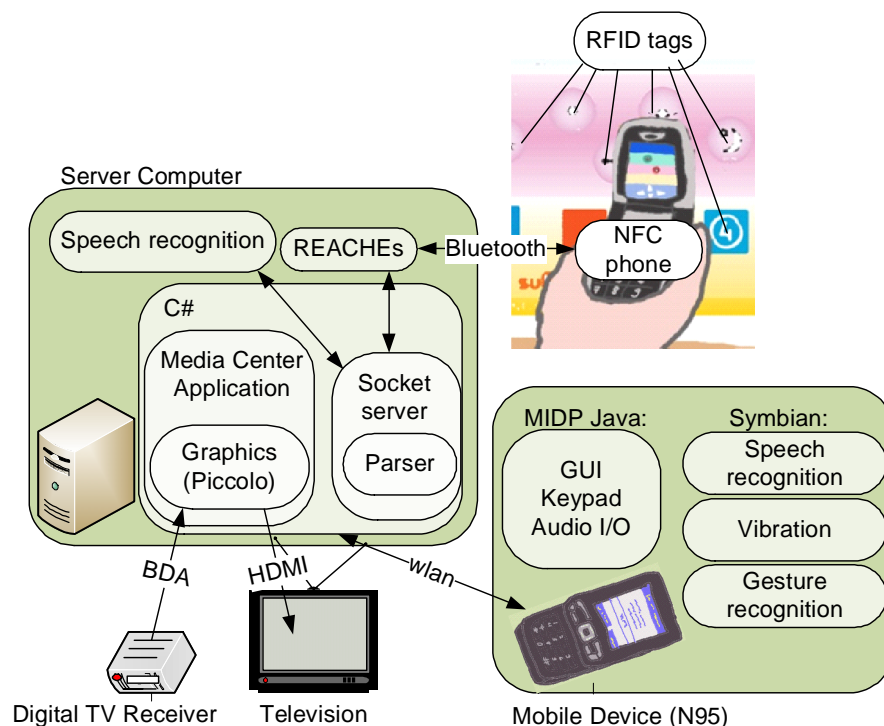 RFID tags
Server Computer
Speech recognition
REACHEs
Bluetooth
NFC
phone
C#
Media Center
Application
Socket
server
Graphics
(Piccolo)
Parser
MIDP Java:
Symbian:
GUI
Keypad
Audio I/O
Speech
recognition
Vibration
Gesture
recognition
BDA
HDMI
wlan
Digital TV Receiver
Television
Mobile Device (N95)